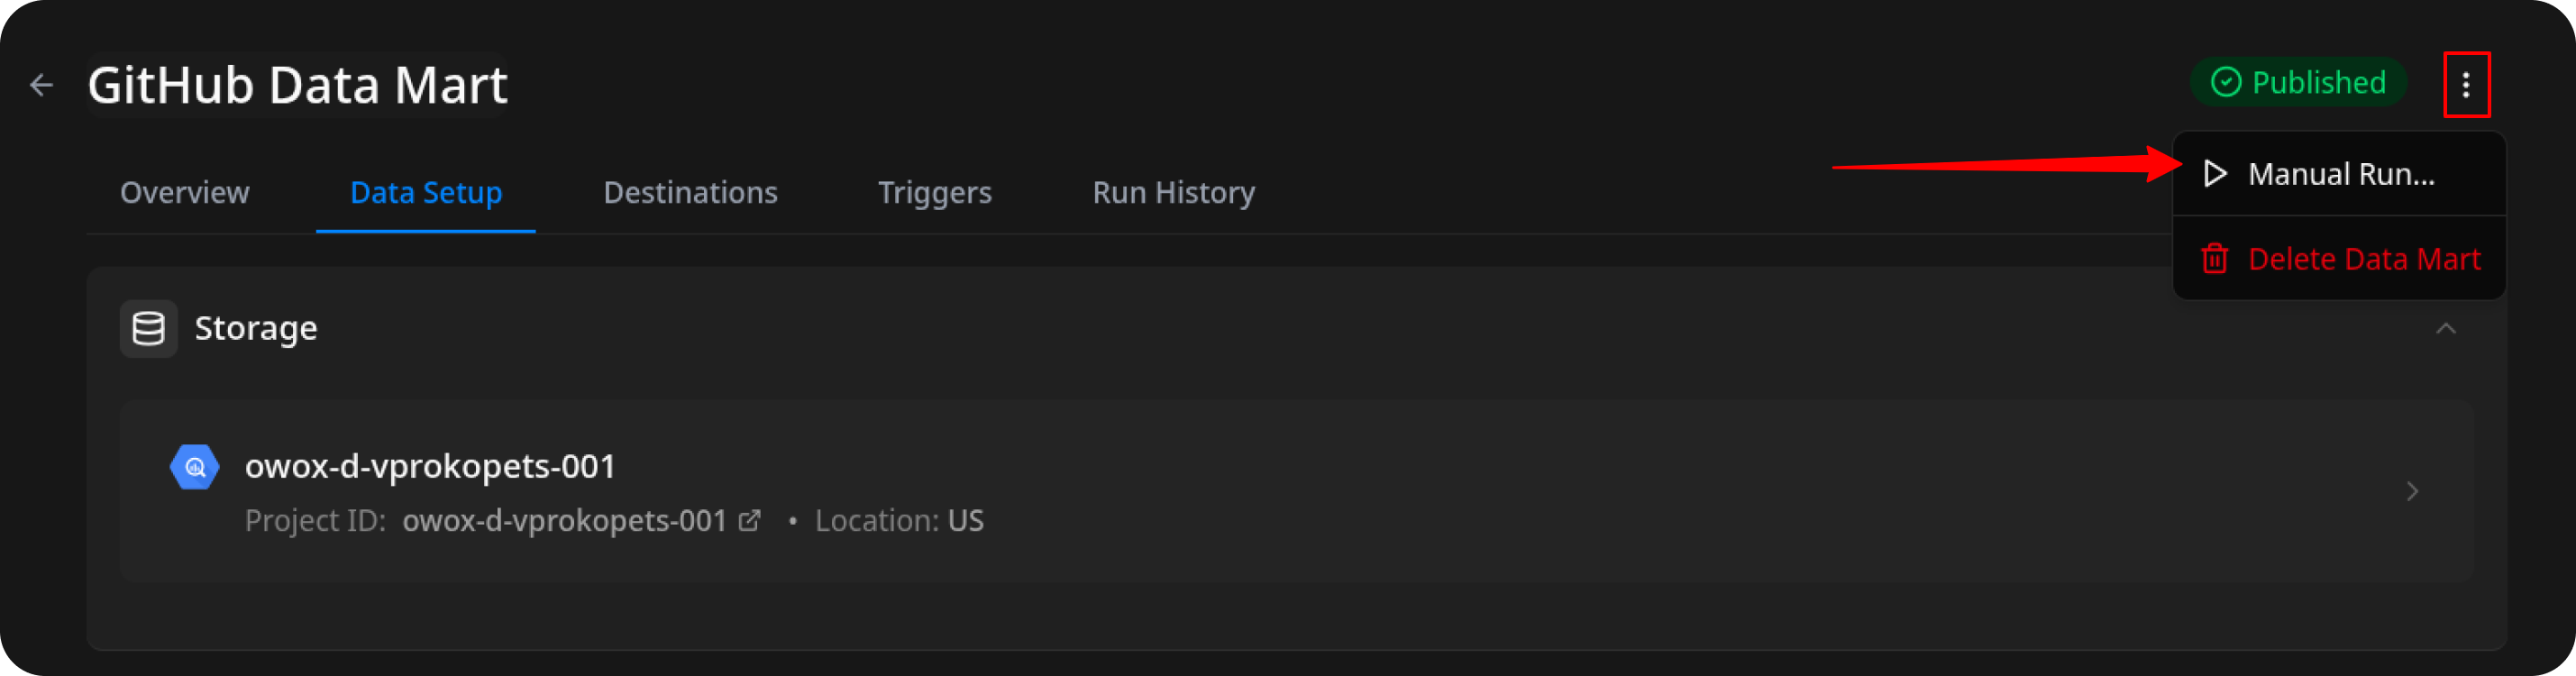 GitHub Data Mart
Published
Manual Run...
Delete Data Mart
Overview
Data Setup
Destinations
Triggers
Run History
Storage
owox-d-vprokopets-001
Project ID: owox-d-vprokopets-001 • Location: US